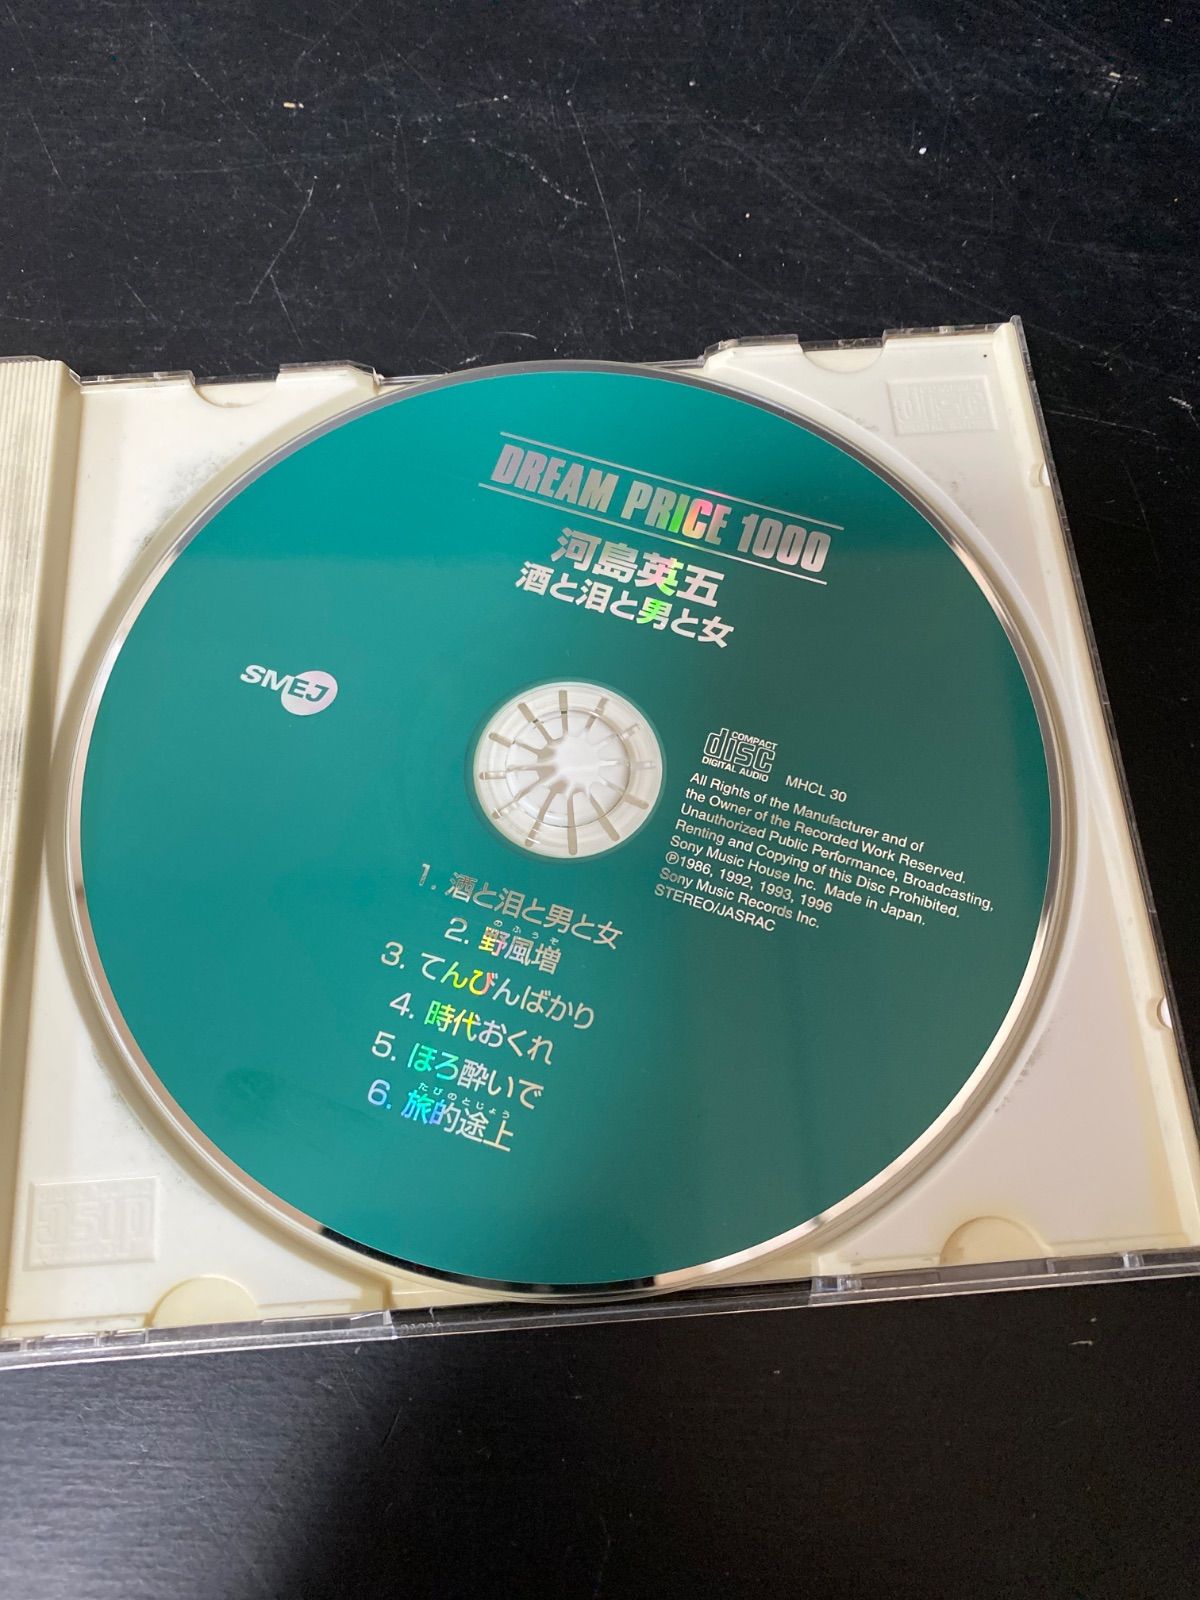 DREAM PRICE 1000
河島英五
酒と泪と男と女
SMEJ
COMPACT
disc
DIGITAL AUDIO
MHCL 30
All Rights of the Manufacturer and of
the Owner of the Recorded Work Reserved.
Unauthorized Public Performance, Broadcasting,
Renting and Copying of this Disc Prohibited.
Sony Music House Inc. Made in Japan.
℗1986, 1992, 1993, 1996
Sony Music Records Inc.
STEREO/JASRAC
1. 酒と泪と男と女
のふうぞ
2. 野風増
3. てんびんばかり
4. 時代おくれ
5. ほろ酔いで
たびのとじょう
6. 旅的途上
disc
disc